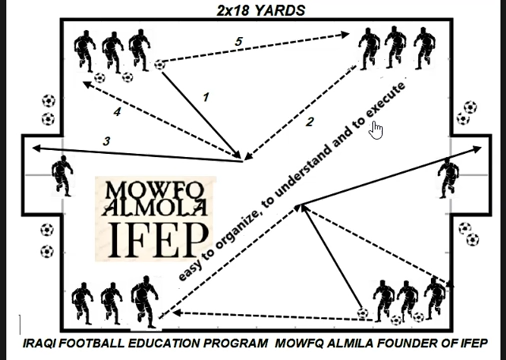 2x18 YARDS
5
1
4
2
3
easy to organize, to understand and to execute
MOWFQ
ALMOLA
IFEP
IRAQI FOOTBALL EDUCATION PROGRAM MOWFQ ALMILA FOUNDER OF IFEP